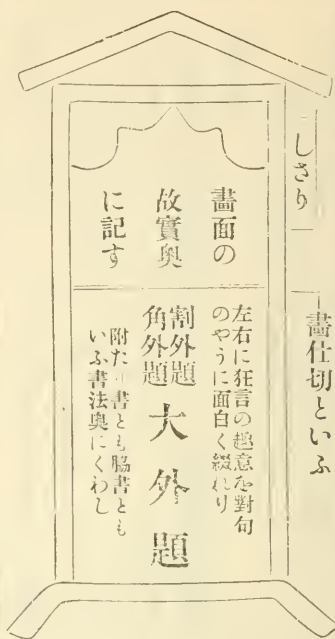 しさり
畫仕切といふ
畫面の
故實奥
に記す
左右に狂言の趣意を對句
のやうに面白く綴れり
割外題
角外題
大外題
附たり書とも脇書とも
いふ書法奥にくわし